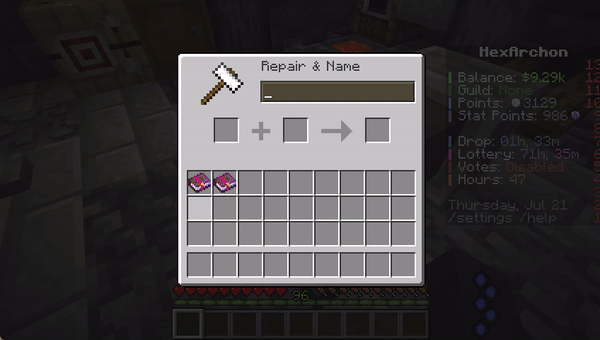 Repair & Name
_
HexArchon
Balance: $9.29k
Guild: None
Points: 3129
Stat Points: 986
Drop: 01h, 33m
Lottery: 71h, 35m
Votes: Disabled
Hours: 47
Thursday, Jul 21
/settings /help
96